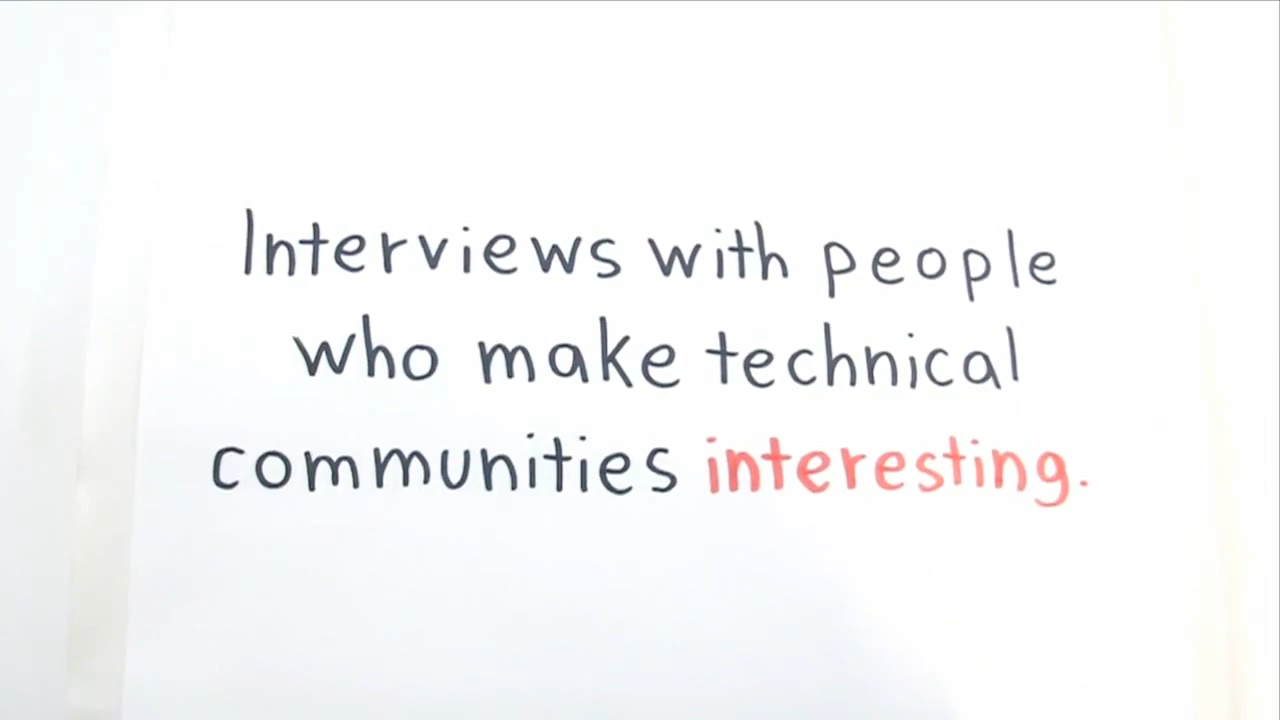 Interviews with people
who make technical
communities interesting.